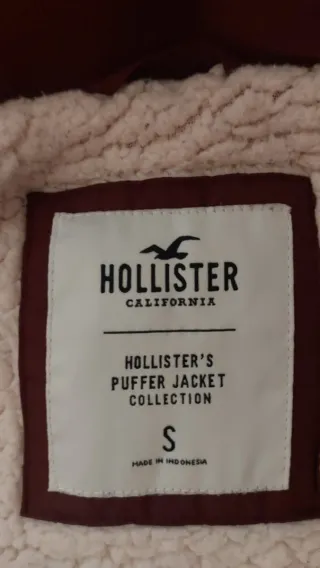 HOLLISTER
CALIFORNIA
HOLLISTER'S
PUFFER JACKET
COLLECTION
S
MADE IN INDONESIA